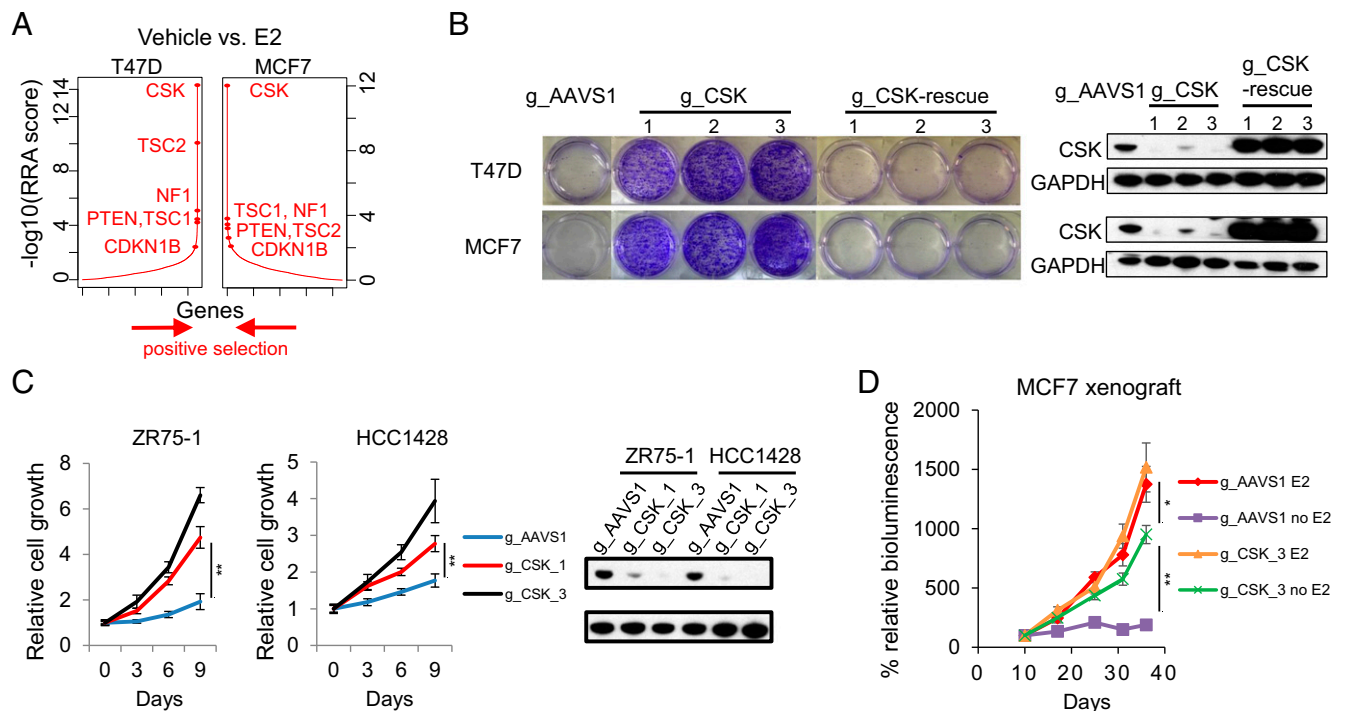 A
Vehicle vs. E2
T47D
MCF7
-log10(RRA score)
14
12
8
4
0
CSK
TSC2
NF1
PTEN,TSC1
CDKN1B
CSK
TSC1, NF1
PTEN,TSC2
CDKN1B
12
8
4
0
Genes
positive selection
B
g_AAVS1
g_CSK
g_CSK-rescue
1 2 3 1 2 3
T47D
MCF7
g_AAVS1
g_CSK
g_CSK
-rescue
1 2 3 1 2 3
CSK
GAPDH
CSK
GAPDH
C
ZR75-1
Relative cell growth
8
6
4
2
0
0 3 6 9
Days
**
HCC1428
Relative cell growth
5
4
3
2
1
0
0 3 6 9
Days
**
g_AAVS1
g_CSK_1
g_CSK_3
ZR75-1 HCC1428
g_AAVS1
g_CSK_1
g_CSK_3
g_AAVS1
g_CSK_1
g_CSK_3
D
MCF7 xenograft
% relative bioluminescence
2000
1500
1000
500
0
0 10 20 30 40
Days
*
**
g_AAVS1 E2
g_AAVS1 no E2
g_CSK_3 E2
g_CSK_3 no E2